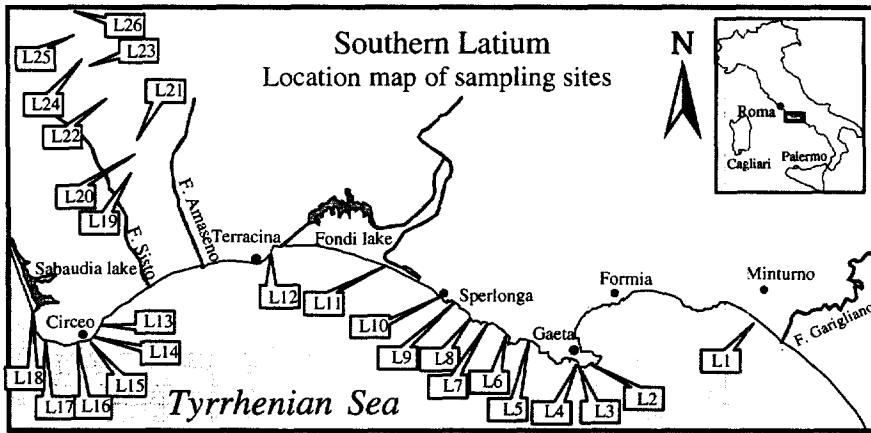 Southern Latium
Location map of sampling sites
N
L26
L25
L23
L24
L21
L22
L20
L19
Roma
Cagliari
Palermo
F. Sisto
F. Amaseno
Terracina
Fondi lake
Sabaudia lake
Circeo
L12
L11
L10
Sperlonga
Formia
Minturno
F. Garigliano
Gaeta
L13
L14
L15
L16
L17
L18
L9
L8
L7
L6
L5
L4
L3
L2
L1
Tyrrhenian Sea